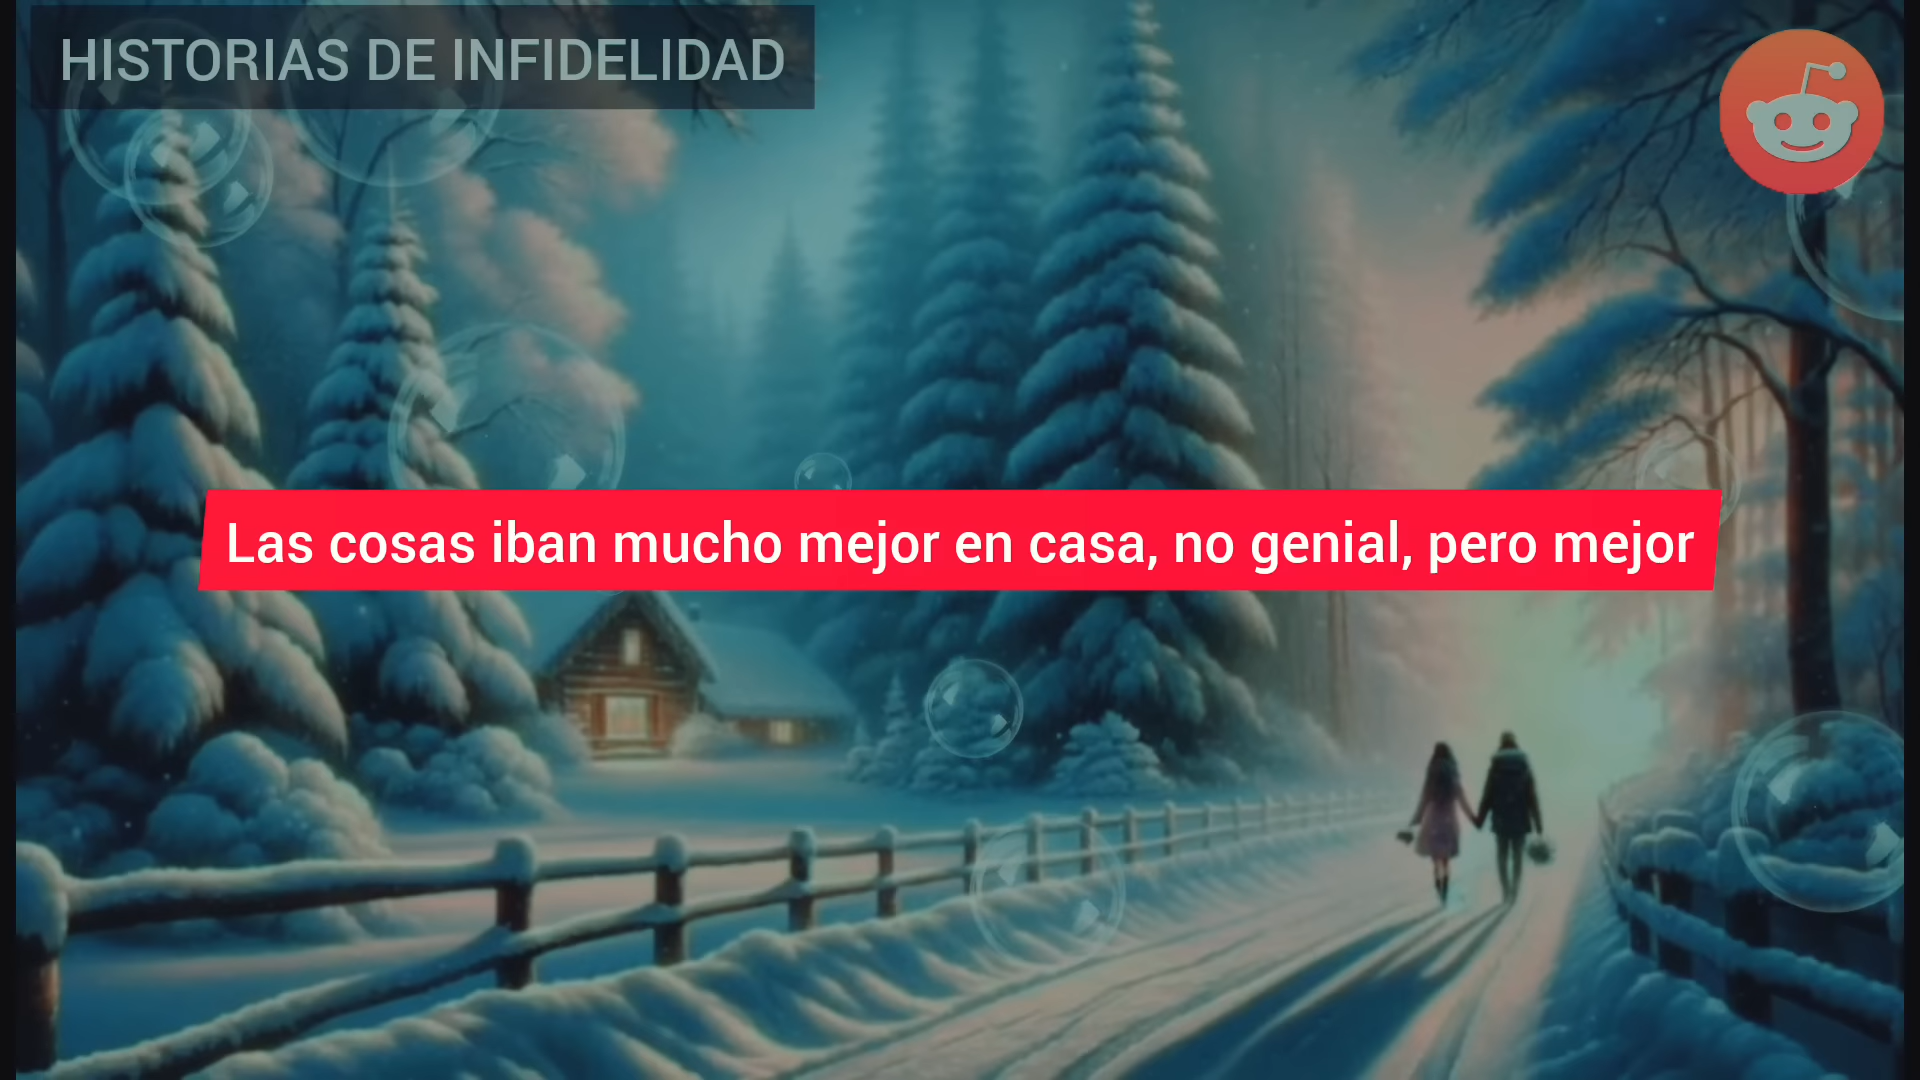 HISTORIAS DE INFIDELIDAD
Las cosas iban mucho mejor en casa, no genial, pero mejor